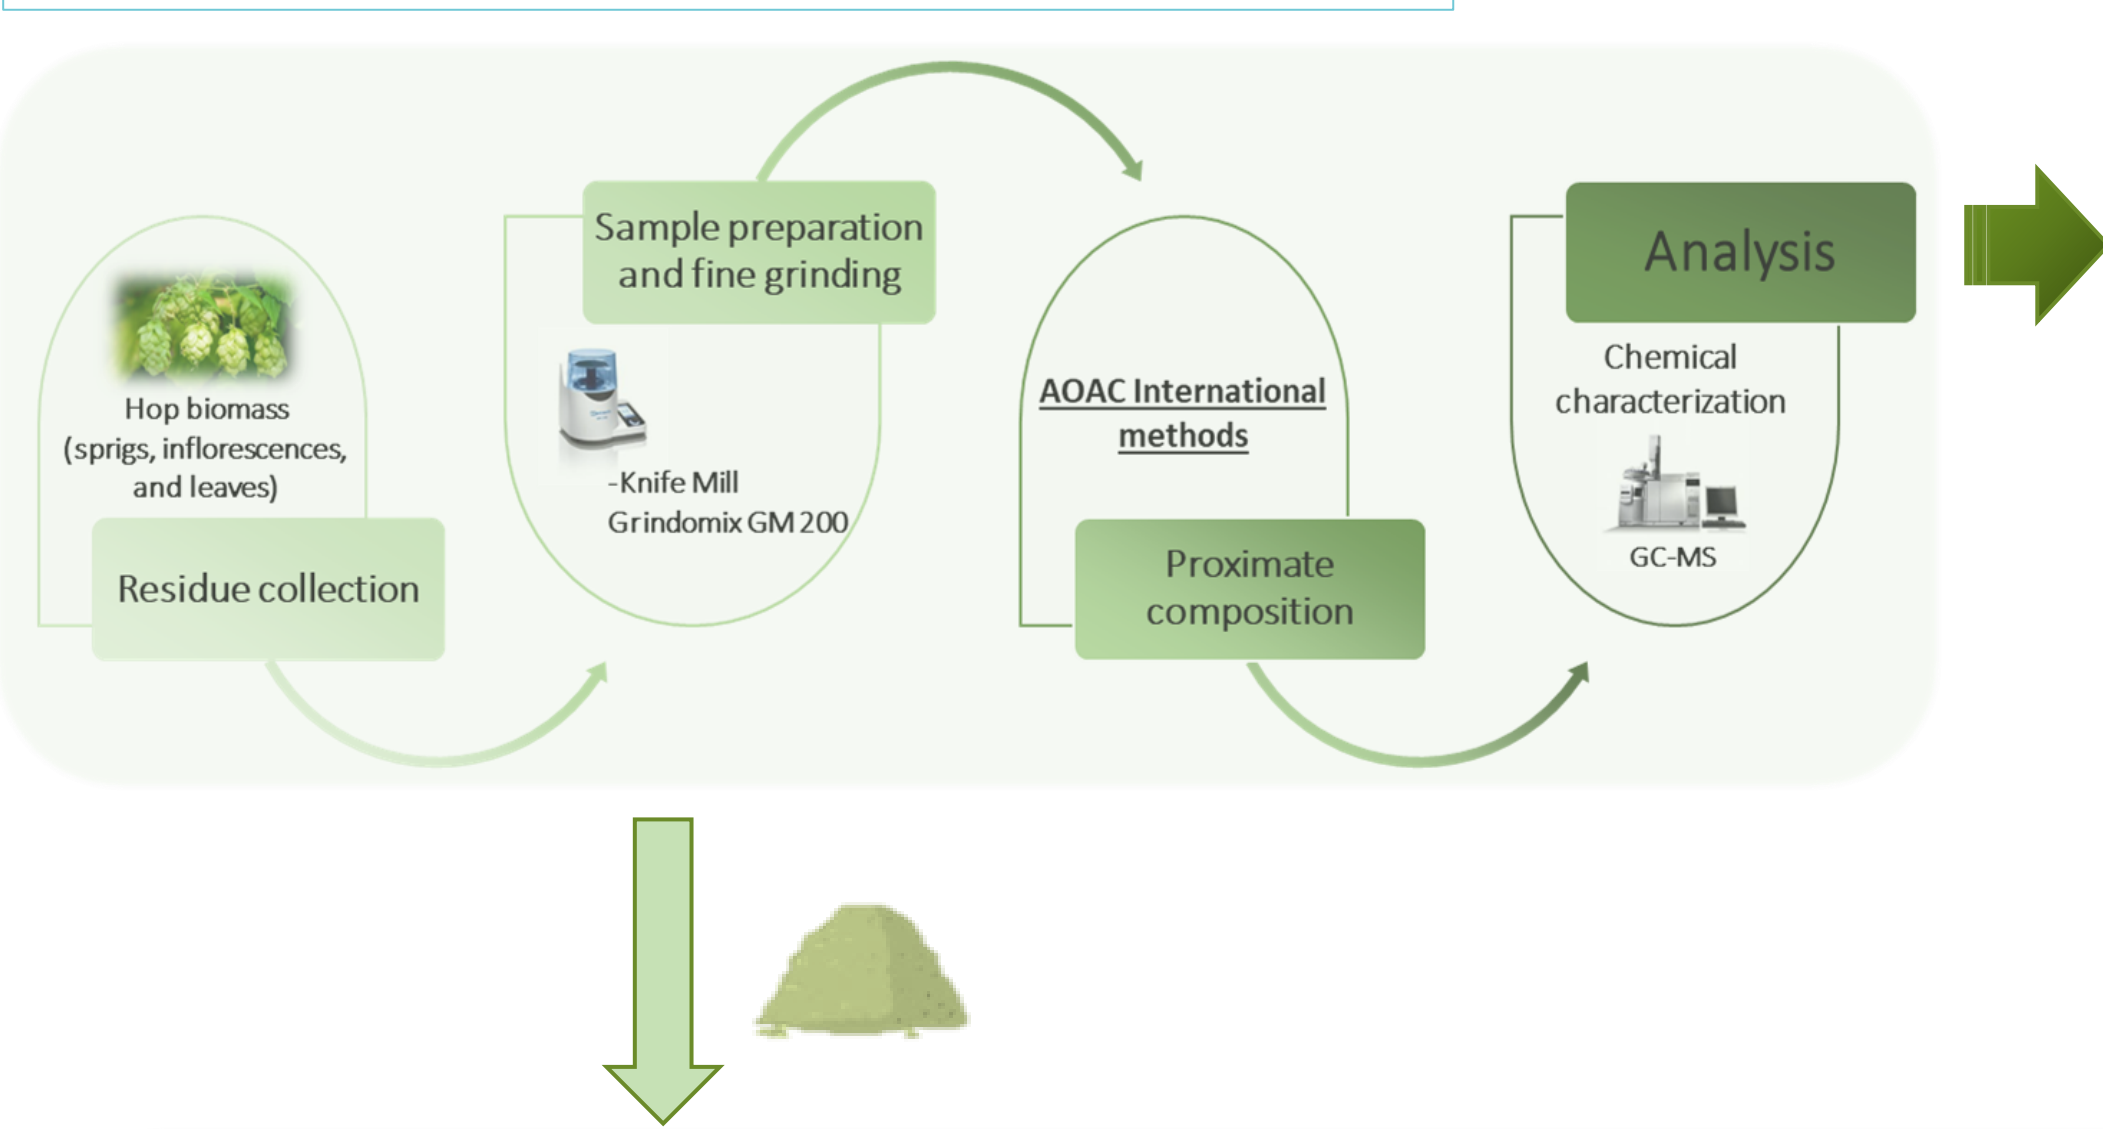 Hop biomass
(sprigs, inflorescences,
and leaves)
Residue collection
Sample preparation
and fine grinding
-Knife Mill
Grindomix GM 200
AOAC International
methods
Proximate
composition
Analysis
Chemical
characterization
GC-MS